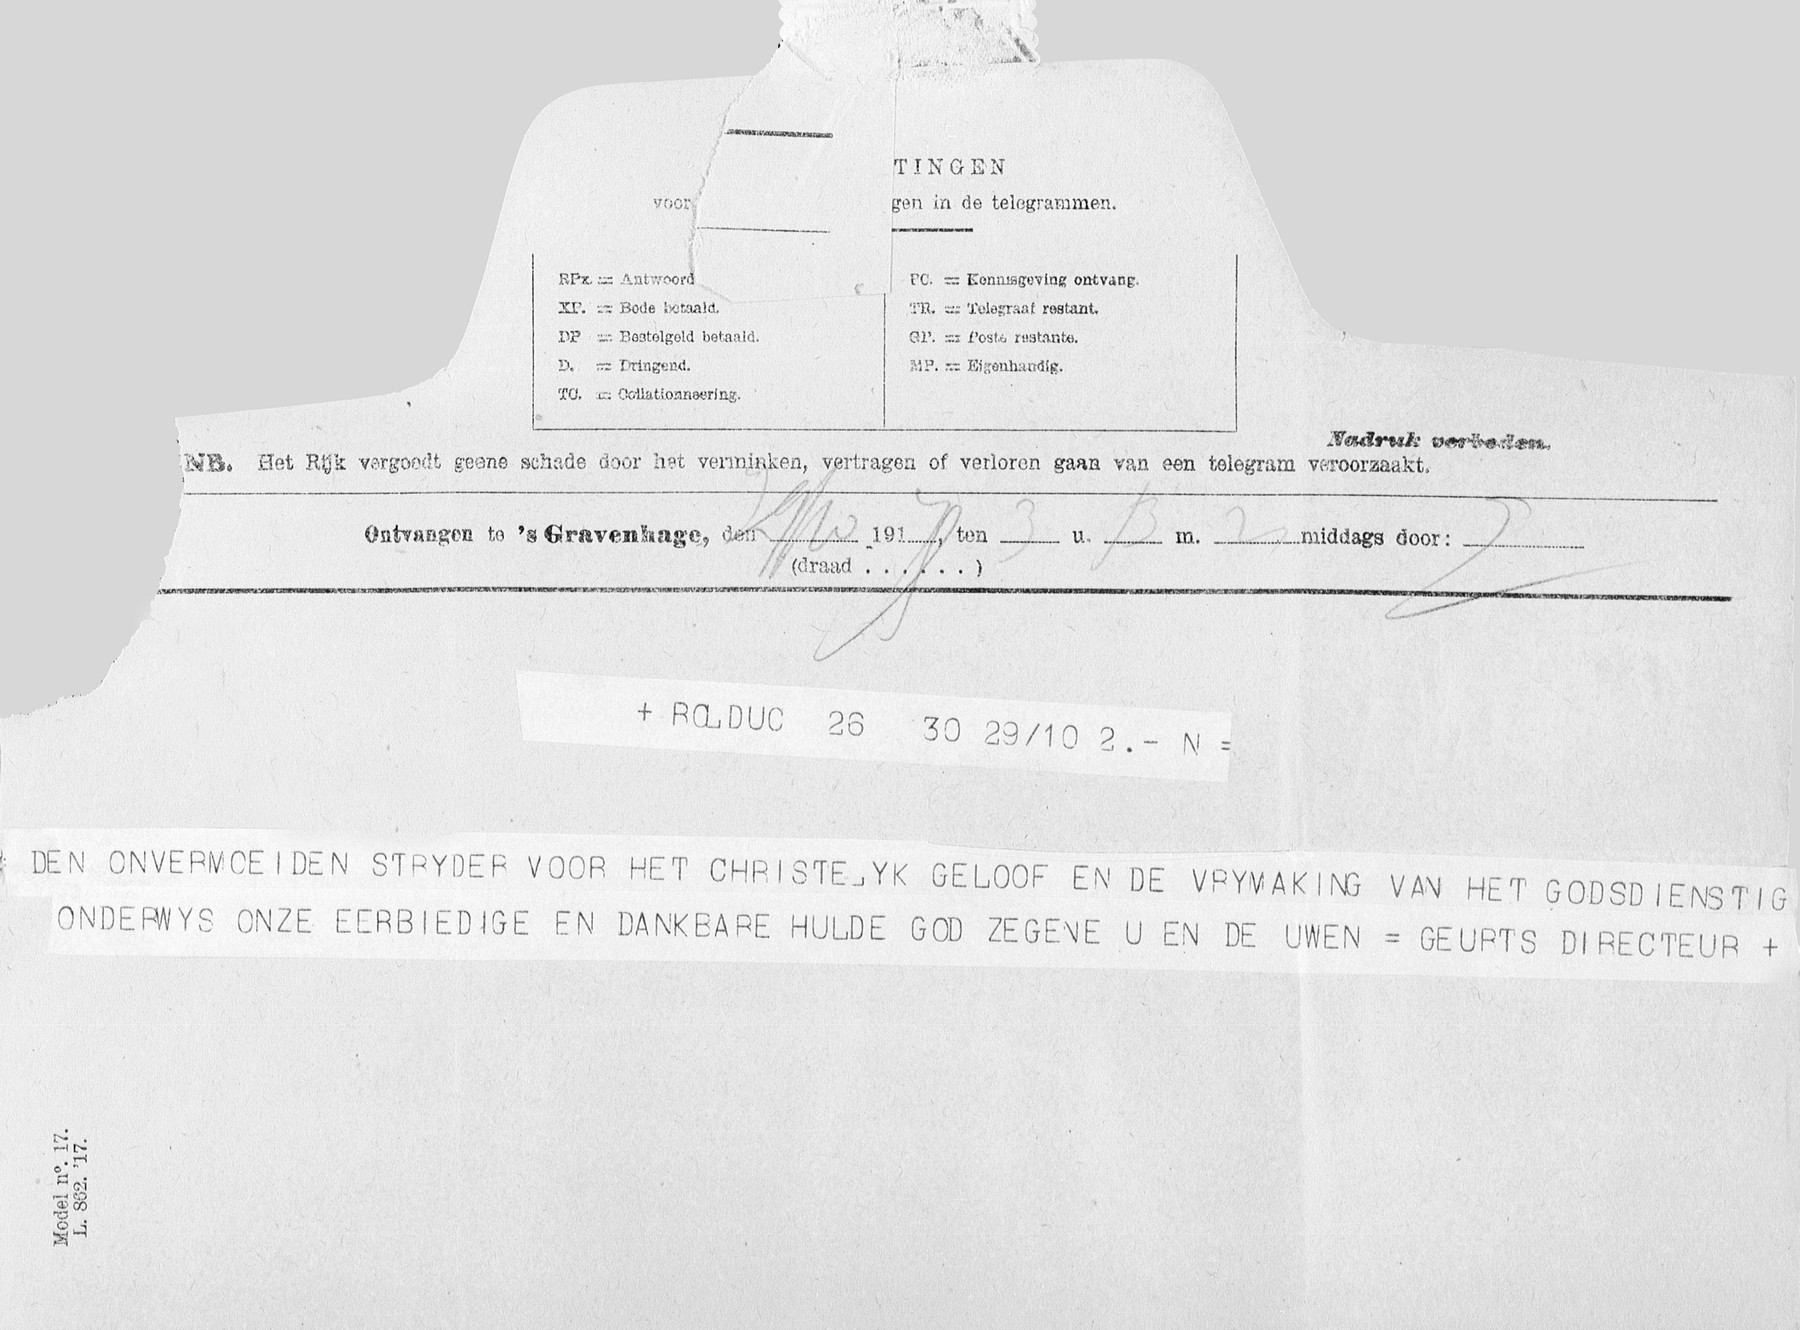 TINGEN
voor gen in de telegrammen.
RPx. = Antwoord
XP. = Bode betaald.
DP = Bestelgeld betaald.
D. = Dringend.
TC. = Collationneering.
PC. = Kennisgeving ontvang.
TR. = Telegraaf restant.
GP. = Poste restante.
MP. = Eigenhandig.
Nadruk verboden.
NB. Het Rijk vergoedt geene schade door het verminken, vertragen of verloren gaan van een telegram veroorzaakt.
Ontvangen te 's Gravenhage, den 29/10 191 , ten 3 u. 13 m. middags door:
(draad . . . . . . )
+ ROLDUC 26 30 29/10 2.- N =
= DEN ONVERMOEIDEN STRYDER VOOR HET CHRISTELYK GELOOF EN DE VRYMAKING VAN HET GODSDIENSTIG
ONDERWYS ONZE EERBIEDIGE EN DANKBARE HULDE GOD ZEGENE U EN DE UWEN = GEURTS DIRECTEUR +
Model nº. 17.
L. 862. '17.